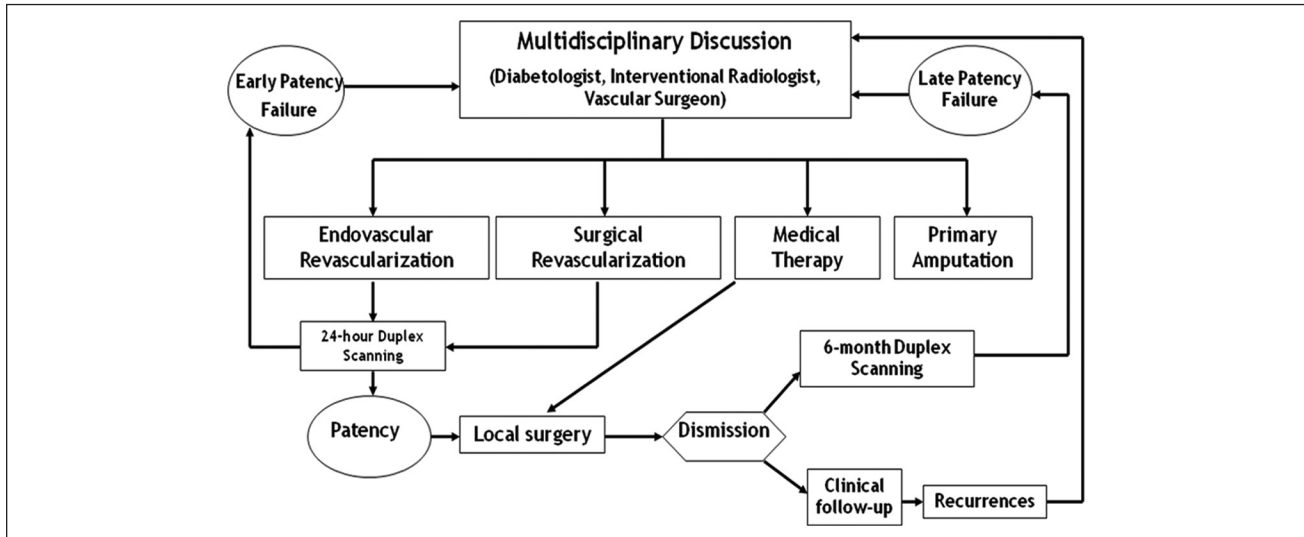 Multidisciplinary Discussion
(Diabetologist, Interventional Radiologist,
Vascular Surgeon)
Early Patency
Failure
Late Patency
Failure
Endovascular
Revascularization
Surgical
Revascularization
Medical
Therapy
Primary
Amputation
24-hour Duplex
Scanning
6-month Duplex
Scanning
Patency
Local surgery
Dismission
Clinical
follow-up
Recurrences